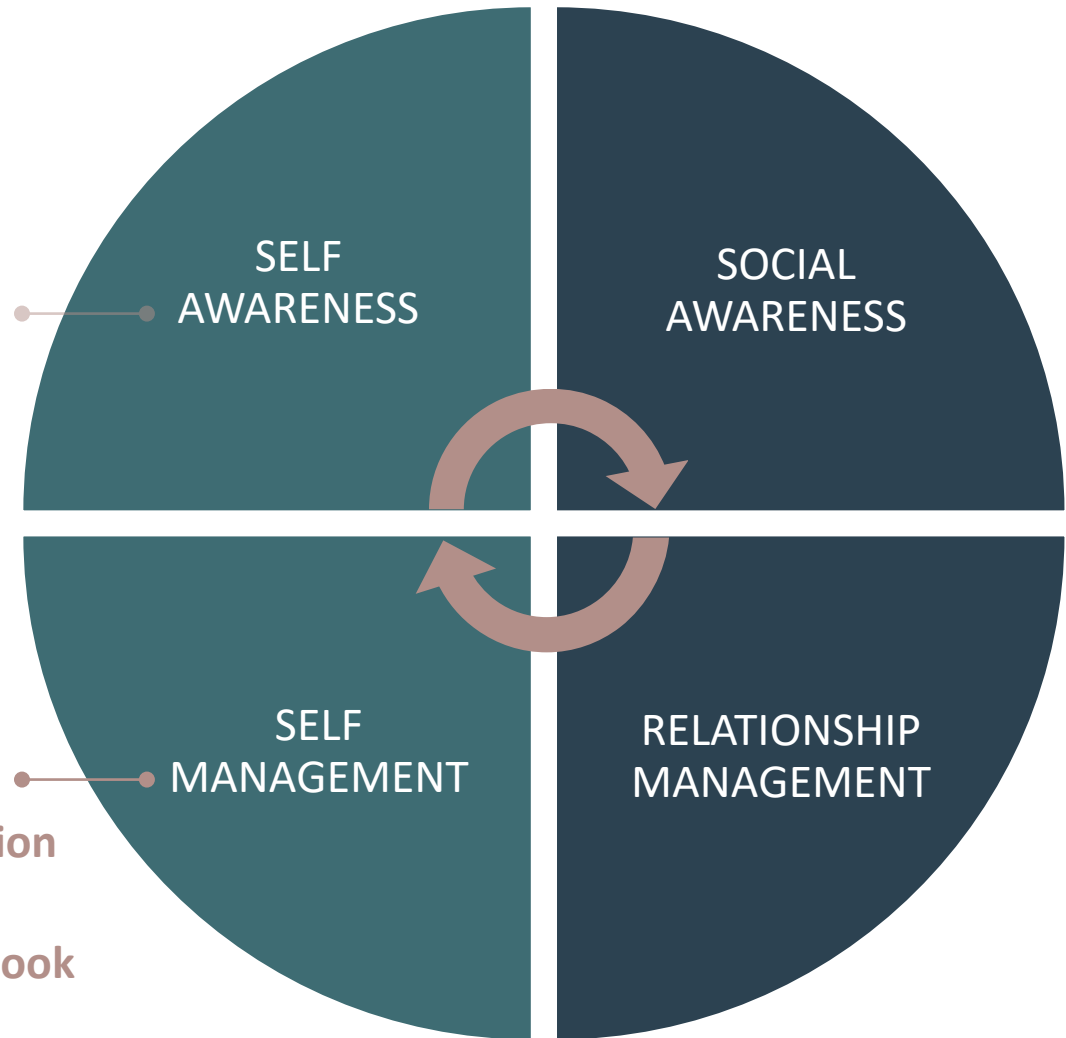 SELF
AWARENESS
SOCIAL
AWARENESS
SELF
MANAGEMENT
RELATIONSHIP
MANAGEMENT